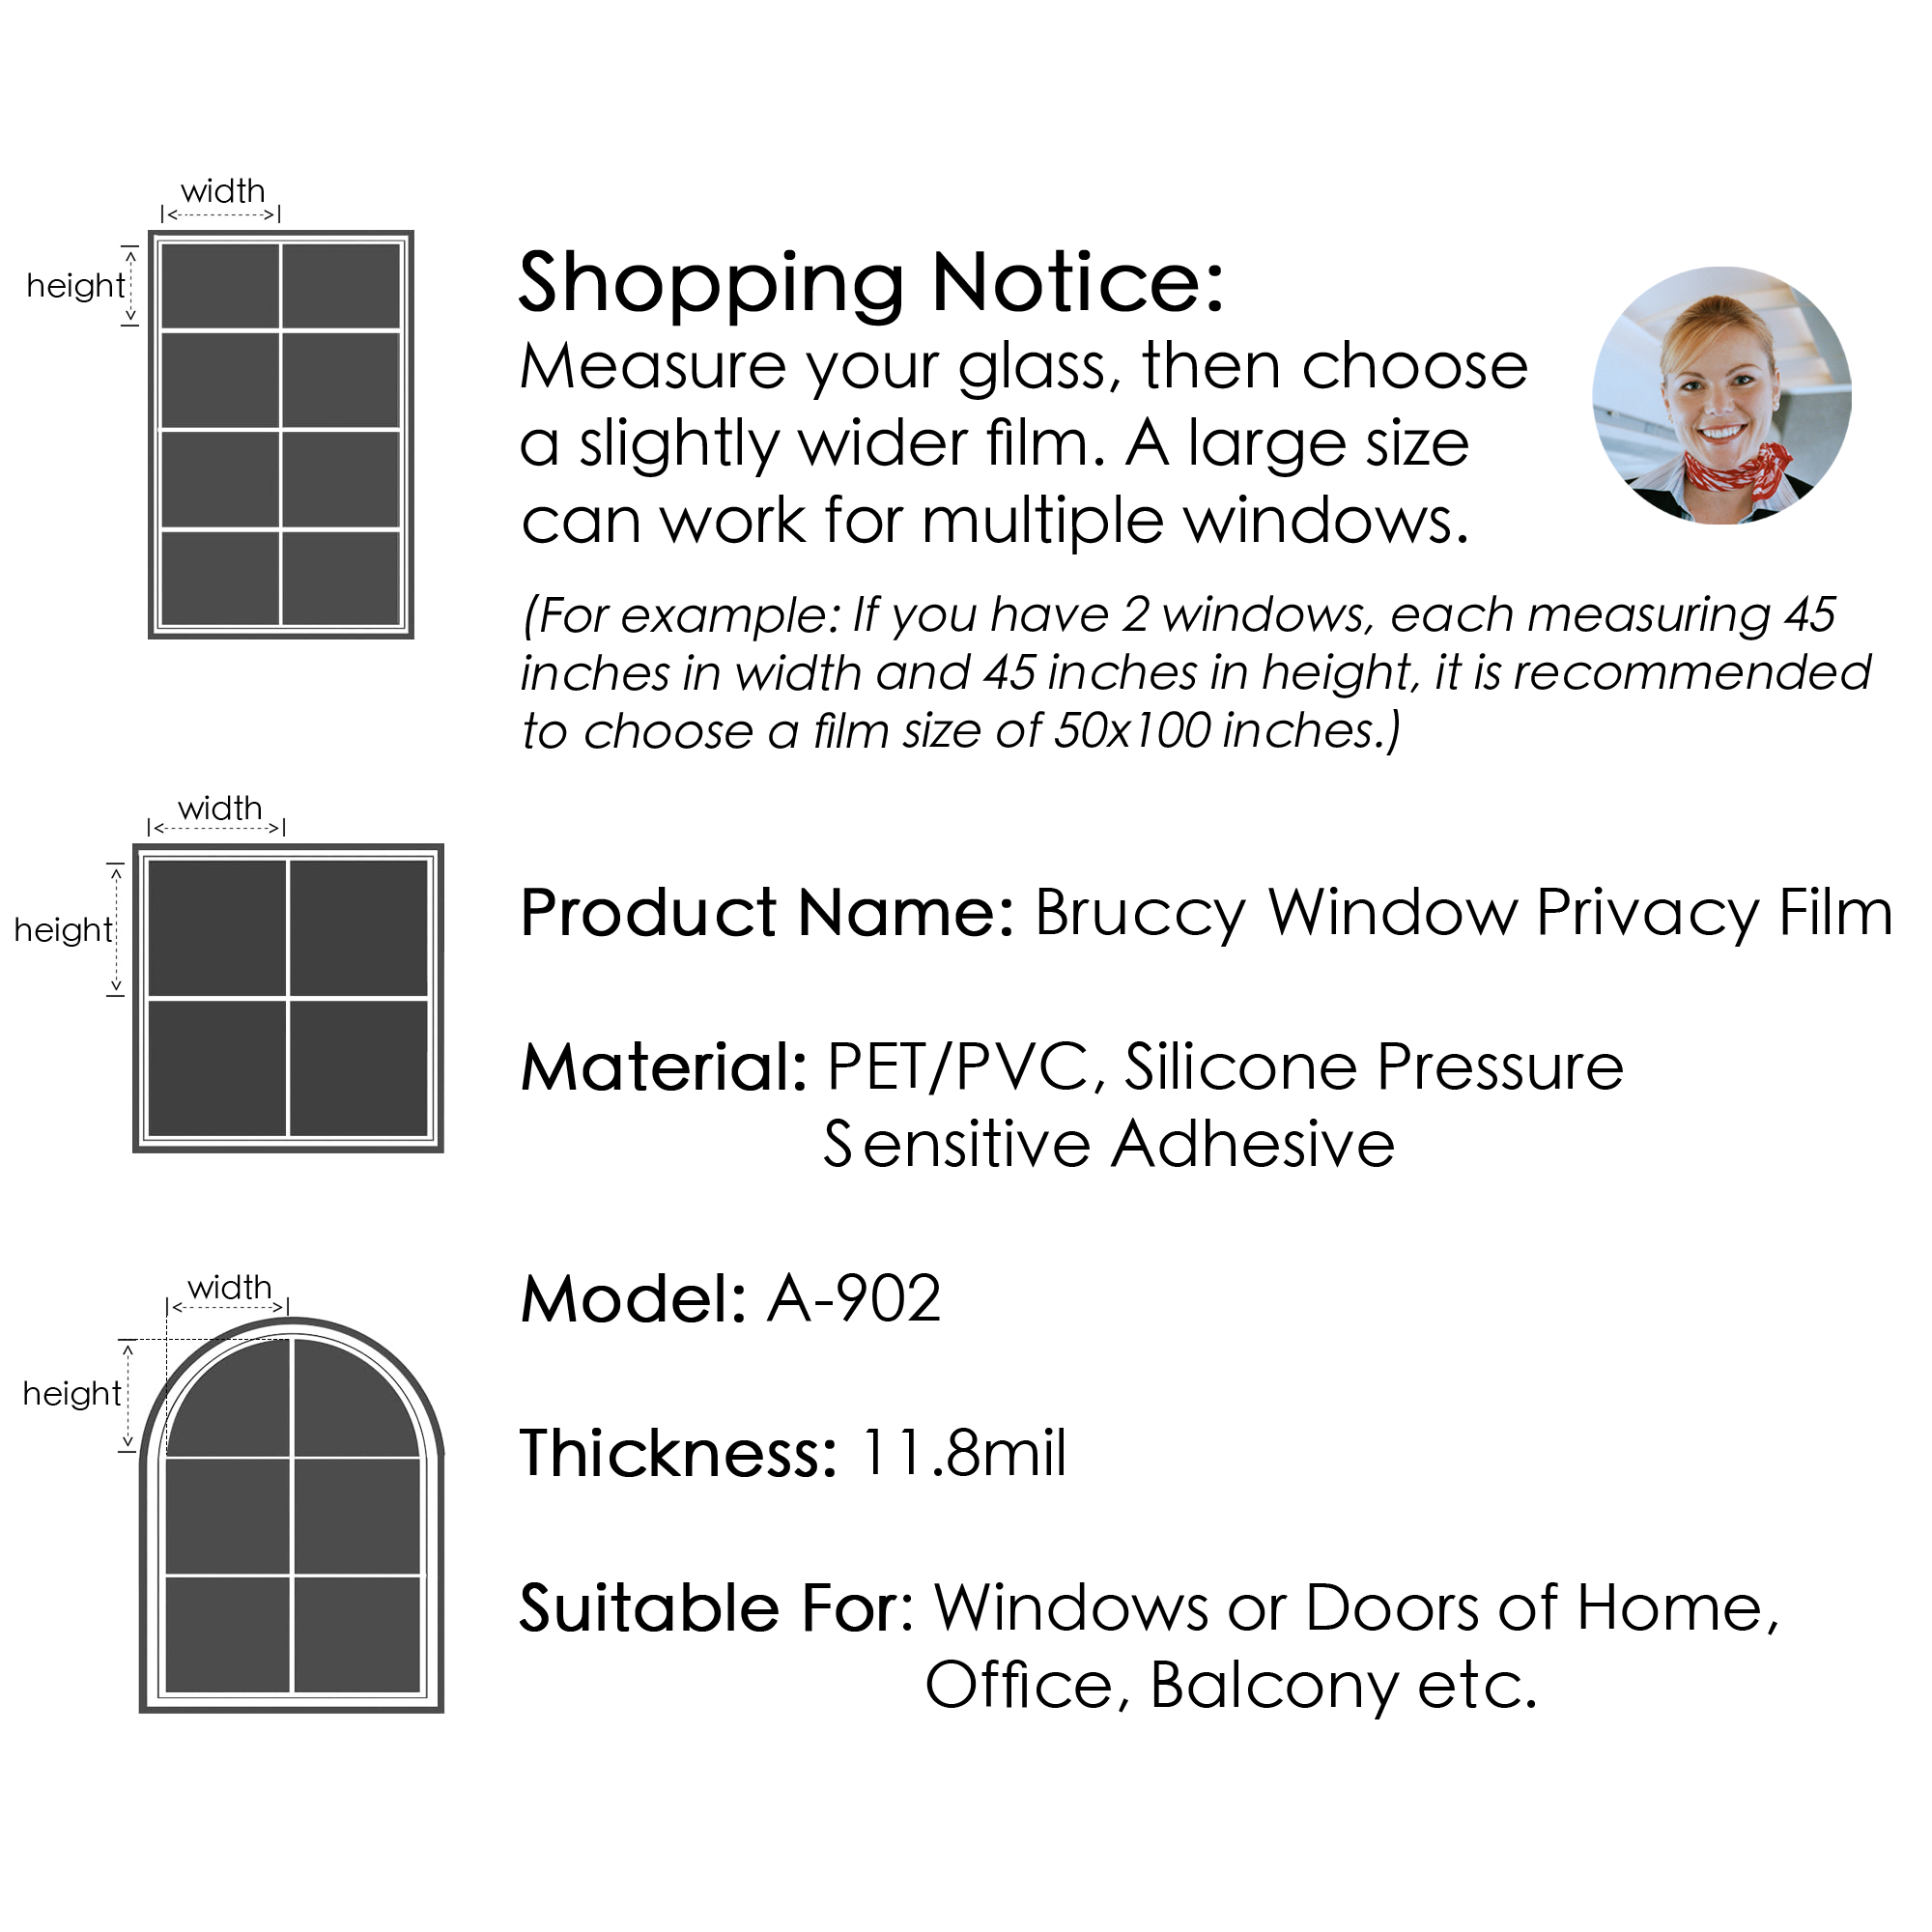 width
height
Shopping Notice:
Measure your glass, then choose
a slightly wider film. A large size
can work for multiple windows.
(For example: If you have 2 windows, each measuring 45
inches in width and 45 inches in height, it is recommended
to choose a film size of 50x100 inches.)
width
height
Product Name: Bruccy Window Privacy Film
Material: PET/PVC, Silicone Pressure
Sensitive Adhesive
width
height
Model: A-902
Thickness: 11.8mil
Suitable For: Windows or Doors of Home,
Office, Balcony etc.